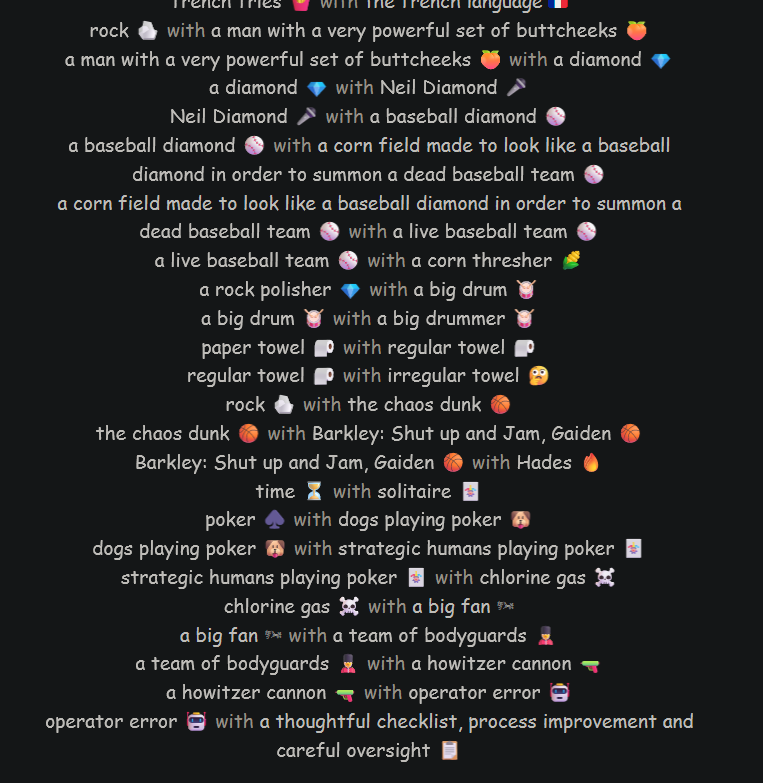 french fries 🍟 with the french language 🇫🇷
rock 🪨 with a man with a very powerful set of buttcheeks 🍑
a man with a very powerful set of buttcheeks 🍑 with a diamond 💎
a diamond 💎 with Neil Diamond 🎤
Neil Diamond 🎤 with a baseball diamond ⚾
a baseball diamond ⚾ with a corn field made to look like a baseball
diamond in order to summon a dead baseball team ⚾
a corn field made to look like a baseball diamond in order to summon a
dead baseball team ⚾ with a live baseball team ⚾
a live baseball team ⚾ with a corn thresher 🌽
a rock polisher 💎 with a big drum 🥁
a big drum 🥁 with a big drummer 🥁
paper towel 🧻 with regular towel 🧻
regular towel 🧻 with irregular towel 🤔
rock 🪨 with the chaos dunk 🏀
the chaos dunk 🏀 with Barkley: Shut up and Jam, Gaiden 🏀
Barkley: Shut up and Jam, Gaiden 🏀 with Hades 🔥
time ⏳ with solitaire 🃏
poker ♠️ with dogs playing poker 🐶
dogs playing poker 🐶 with strategic humans playing poker 🃏
strategic humans playing poker 🃏 with chlorine gas ☠️
chlorine gas ☠️ with a big fan 🌬
a big fan 🌬 with a team of bodyguards 💂
a team of bodyguards 💂 with a howitzer cannon 🔫
a howitzer cannon 🔫 with operator error 🤖
operator error 🤖 with a thoughtful checklist, process improvement and
careful oversight 📋